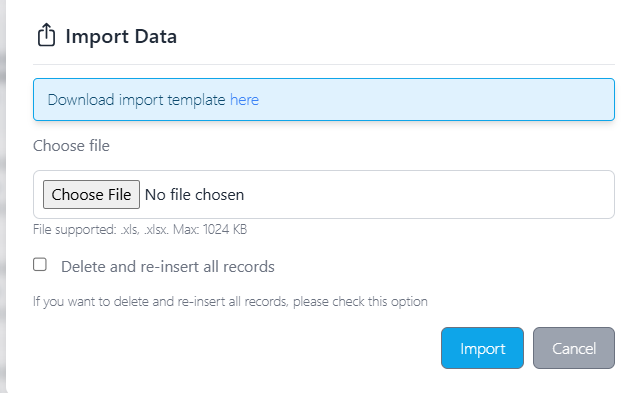 Import Data
Download import template here
Choose file
Choose File No file chosen
File supported: .xls, .xlsx. Max: 1024 KB
Delete and re-insert all records
If you want to delete and re-insert all records, please check this option
Import Cancel